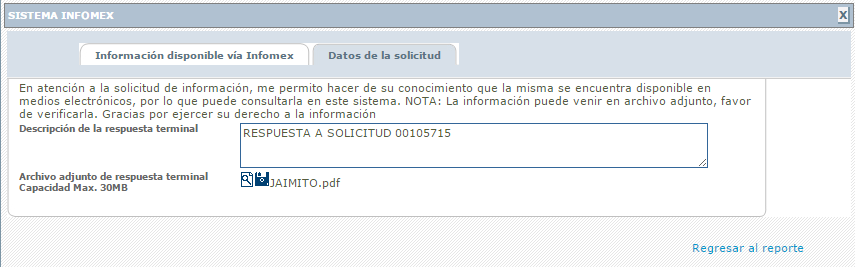 SISTEMA INFOMEX
X
Información disponible vía Infomex
Datos de la solicitud
En atención a la solicitud de información, me permito hacer de su conocimiento que la misma se encuentra disponible en
medios electrónicos, por lo que puede consultarla en este sistema. NOTA: La información puede venir en archivo adjunto, favor
de verificarla. Gracias por ejercer su derecho a la información
Descripción de la respuesta terminal
RESPUESTA A SOLICITUD 00105715
Archivo adjunto de respuesta terminal
Capacidad Max. 30MB
JAIMITO.pdf
Regresar al reporte